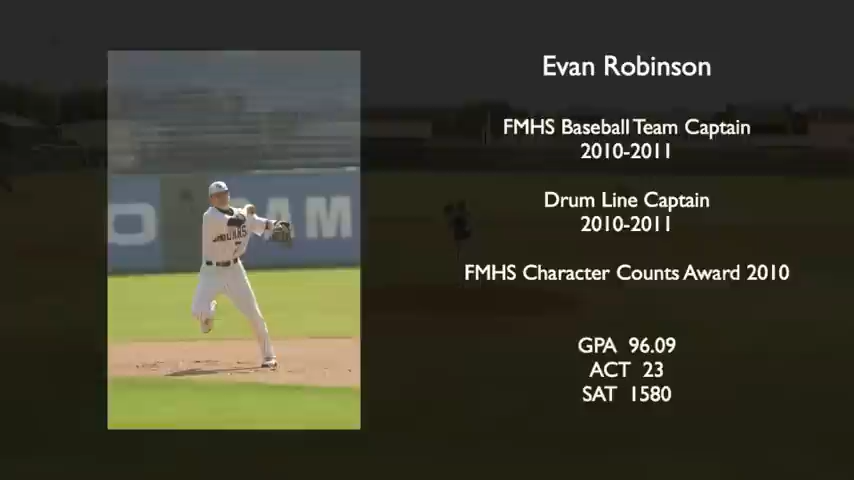 Evan Robinson
FMHS Baseball Team Captain
2010-2011
Drum Line Captain
2010-2011
FMHS Character Counts Award 2010
GPA 96.09
ACT 23
SAT 1580
AM